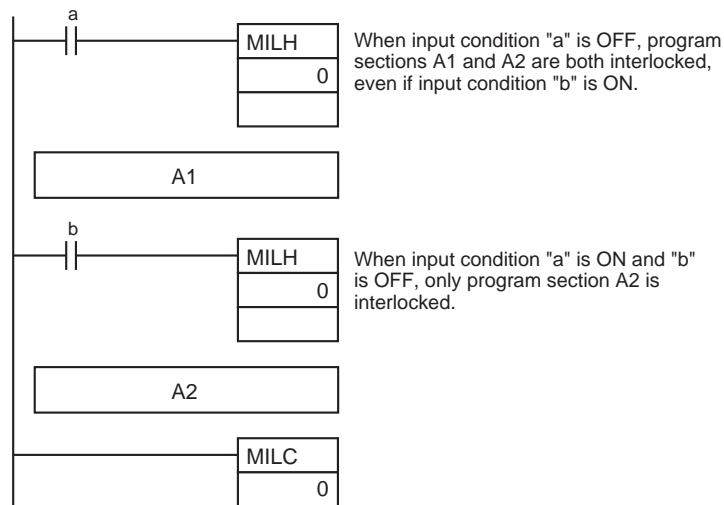 a
MILH
0
When input condition "a" is OFF, program
sections A1 and A2 are both interlocked,
even if input condition "b" is ON.
A1
b
MILH
0
When input condition "a" is ON and "b"
is OFF, only program section A2 is
interlocked.
A2
MILC
0